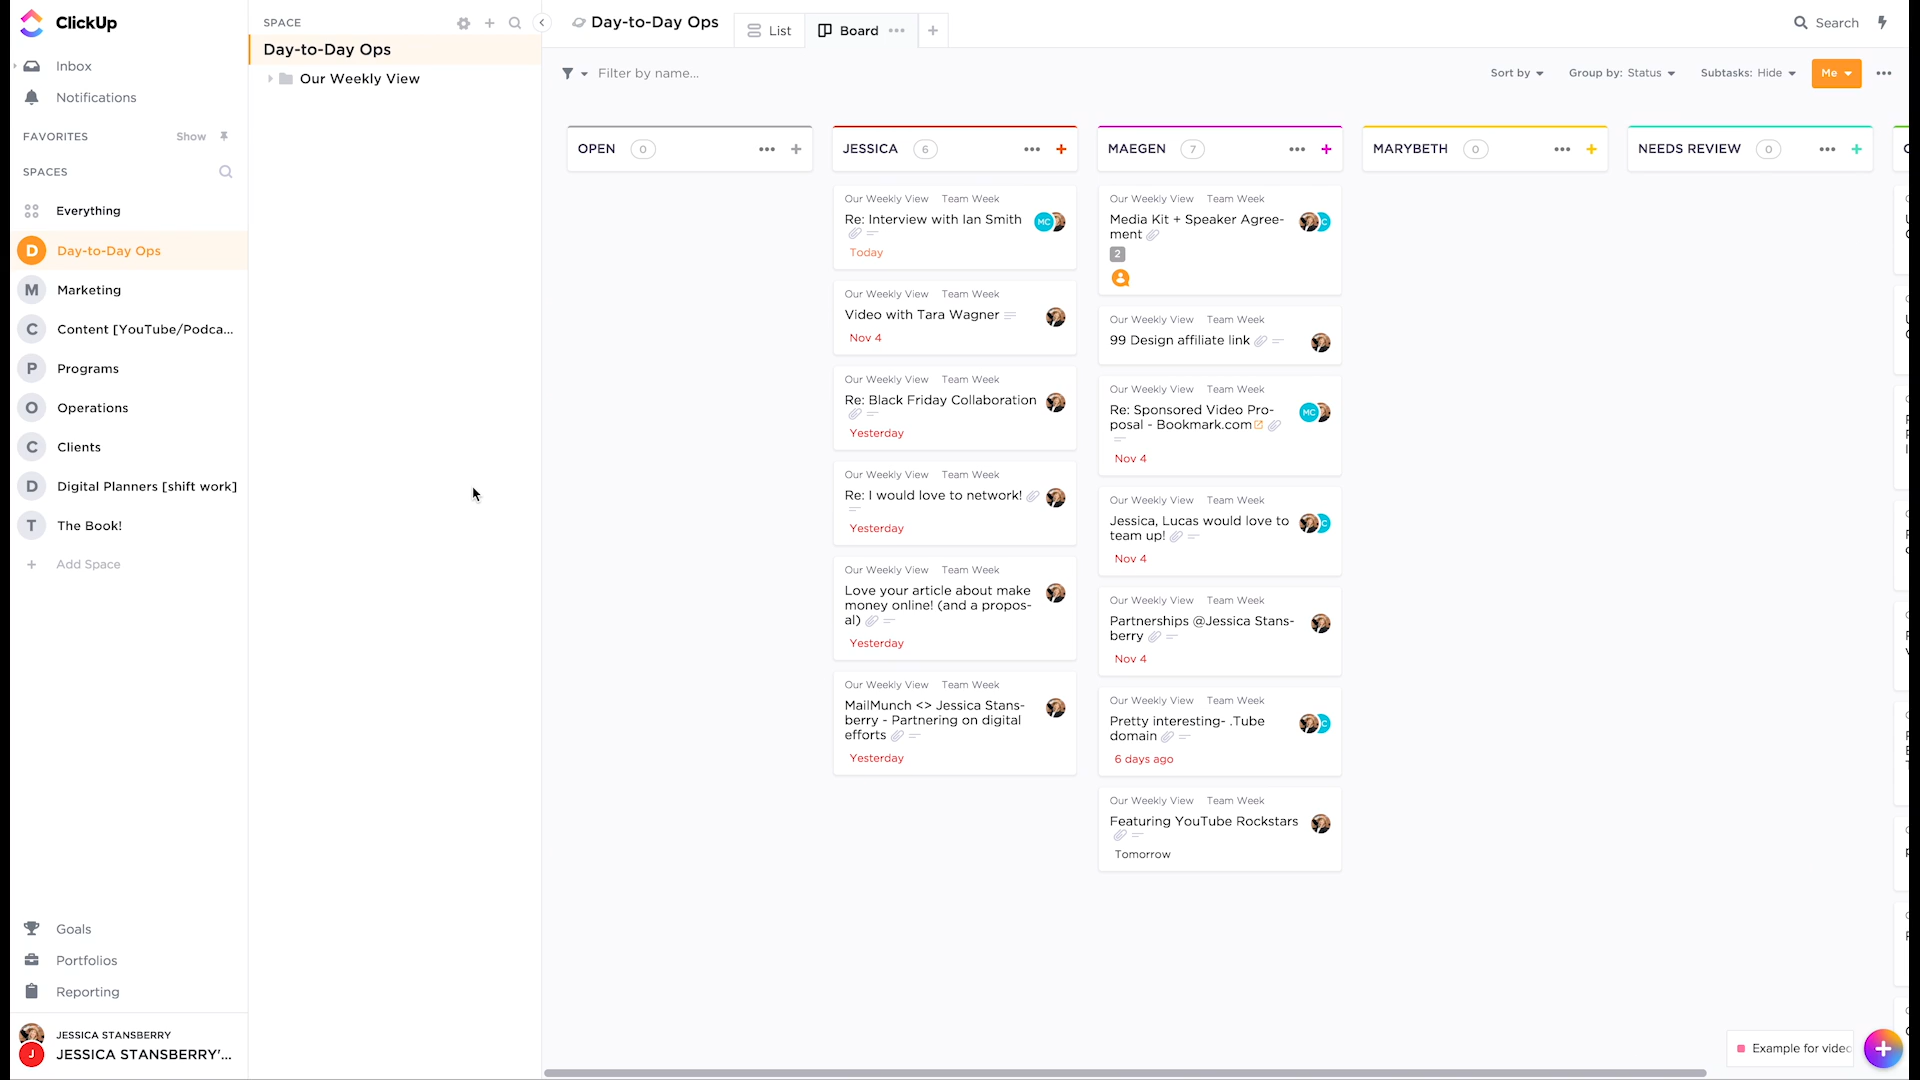 ClickUp
Inbox
Notifications
FAVORITES
Show
SPACES
Everything
D
Day-to-Day Ops
M
Marketing
C
Content [YouTube/Podca...
P
Programs
O
Operations
C
Clients
D
Digital Planners [shift work]
T
The Book!
+ Add Space
Goals
Portfolios
Reporting
JESSICA STANSBERRY
J
JESSICA STANSBERRY'...
SPACE
Day-to-Day Ops
Our Weekly View
Day-to-Day Ops
List
Board
Search
Filter by name...
Sort by
Group by: Status
Subtasks: Hide
Me
OPEN 0
JESSICA 6
Our Weekly View Team Week
Re: Interview with Ian Smith
MC
Today
Our Weekly View Team Week
Video with Tara Wagner
Nov 4
Our Weekly View Team Week
Re: Black Friday Collaboration
Yesterday
Our Weekly View Team Week
Re: I would love to network!
Yesterday
Our Weekly View Team Week
Love your article about make
money online! (and a propos-
al)
Yesterday
Our Weekly View Team Week
MailMunch <> Jessica Stans-
berry - Partnering on digital
efforts
Yesterday
MAEGEN 7
Our Weekly View Team Week
Media Kit + Speaker Agree-
ment
C
2
Our Weekly View Team Week
99 Design affiliate link
Our Weekly View Team Week
Re: Sponsored Video Pro-
posal - Bookmark.com
MC
Nov 4
Our Weekly View Team Week
Jessica, Lucas would love to
team up!
C
Nov 4
Our Weekly View Team Week
Partnerships @Jessica Stans-
berry
Nov 4
Our Weekly View Team Week
Pretty interesting- .Tube
domain
C
6 days ago
Our Weekly View Team Week
Featuring YouTube Rockstars
Tomorrow
MARYBETH 0
NEEDS REVIEW 0
Example for video